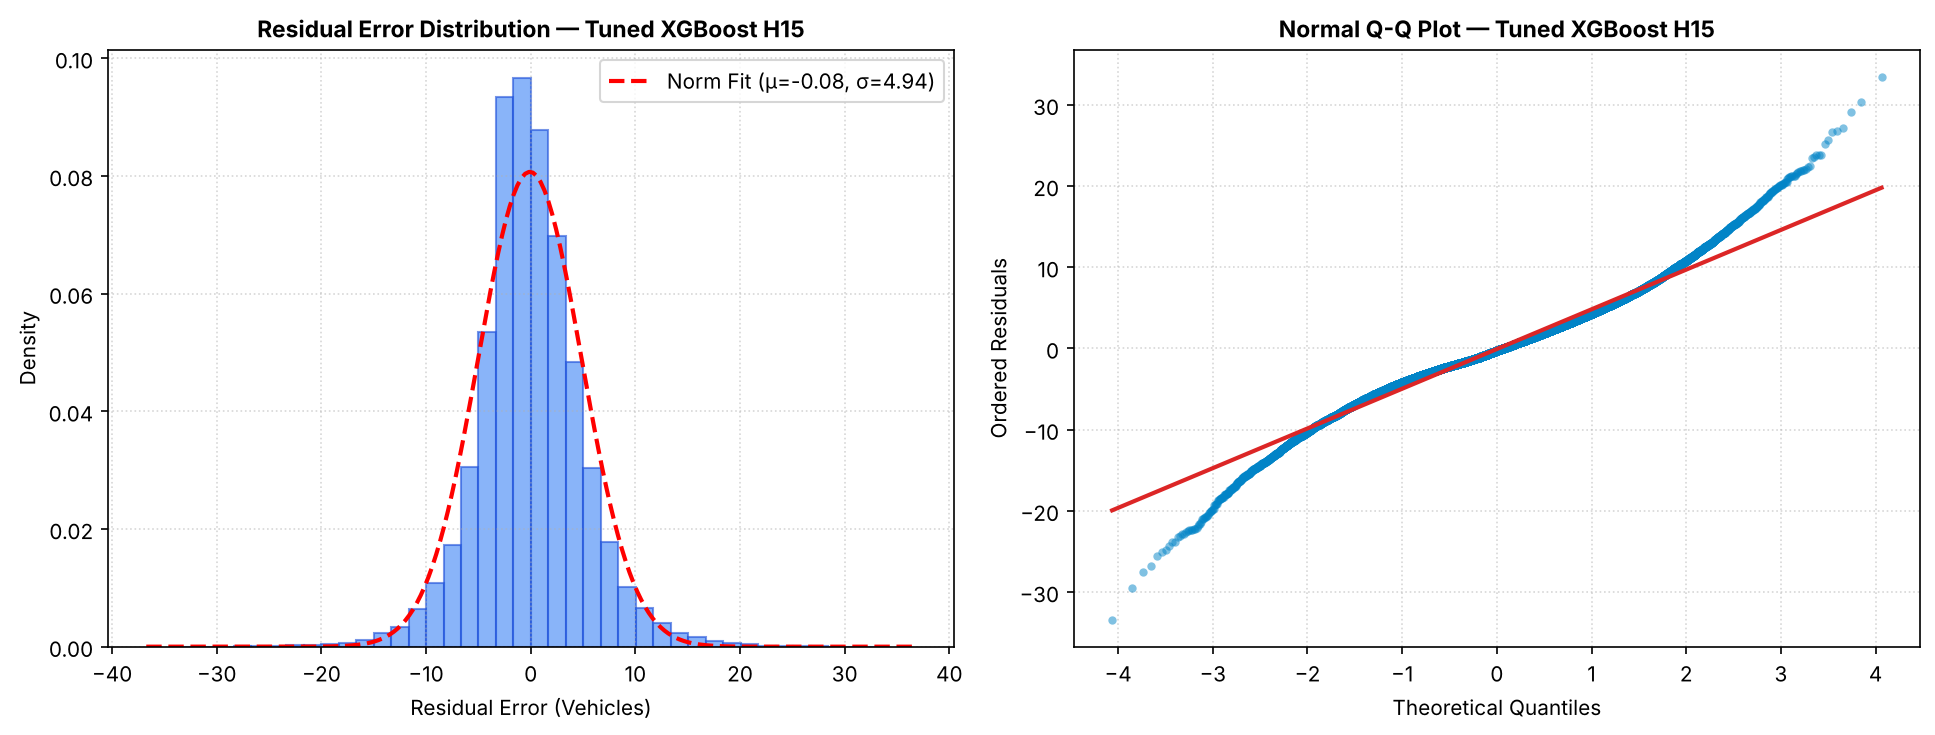 Residual Error Distribution — Tuned XGBoost H15
Norm Fit (μ=-0.08, σ=4.94)
0.10
0.08
0.06
0.04
0.02
0.00
Density
−40 −30 −20 −10 0 10 20 30 40
Residual Error (Vehicles)
Normal Q-Q Plot — Tuned XGBoost H15
30
20
10
0
−10
−20
−30
Ordered Residuals
−4 −3 −2 −1 0 1 2 3 4
Theoretical Quantiles